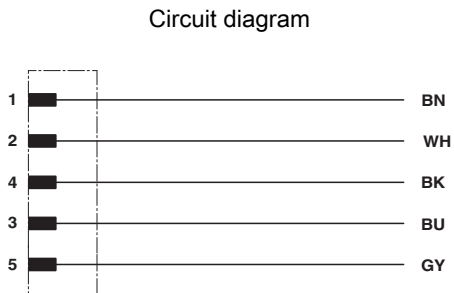 Circuit diagram
1 BN
2 WH
4 BK
3 BU
5 GY